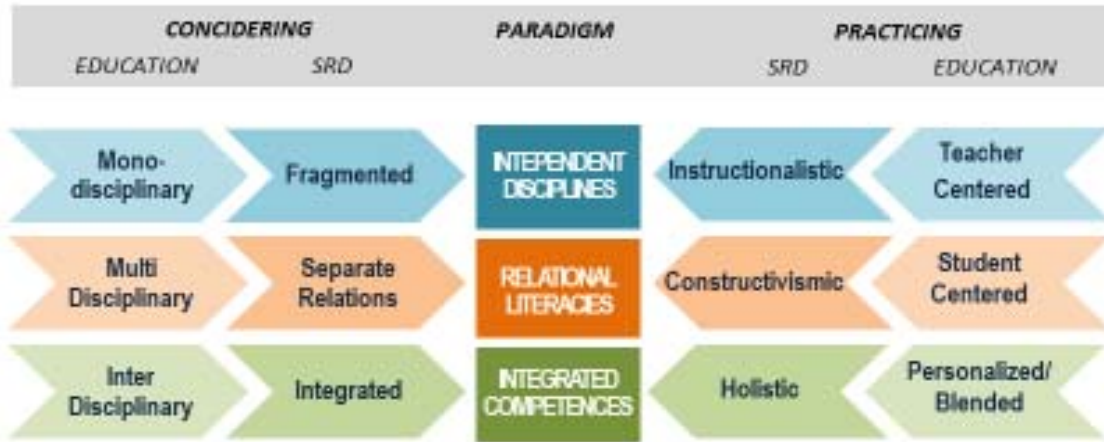 CONCIDERING PARADIGM PRACTICING
EDUCATION SRD SRD EDUCATION
Mono-
disciplinary
Fragmented
INTEPENDENT
DISCIPLINES
Instructionalistic
Teacher
Centered
Multi
Disciplinary
Separate
Relations
RELATIONAL
LITERACIES
Constructivismic
Student
Centered
Inter
Disciplinary
Integrated
INTEGRATED
COMPETENCES
Holistic
Personalized/
Blended